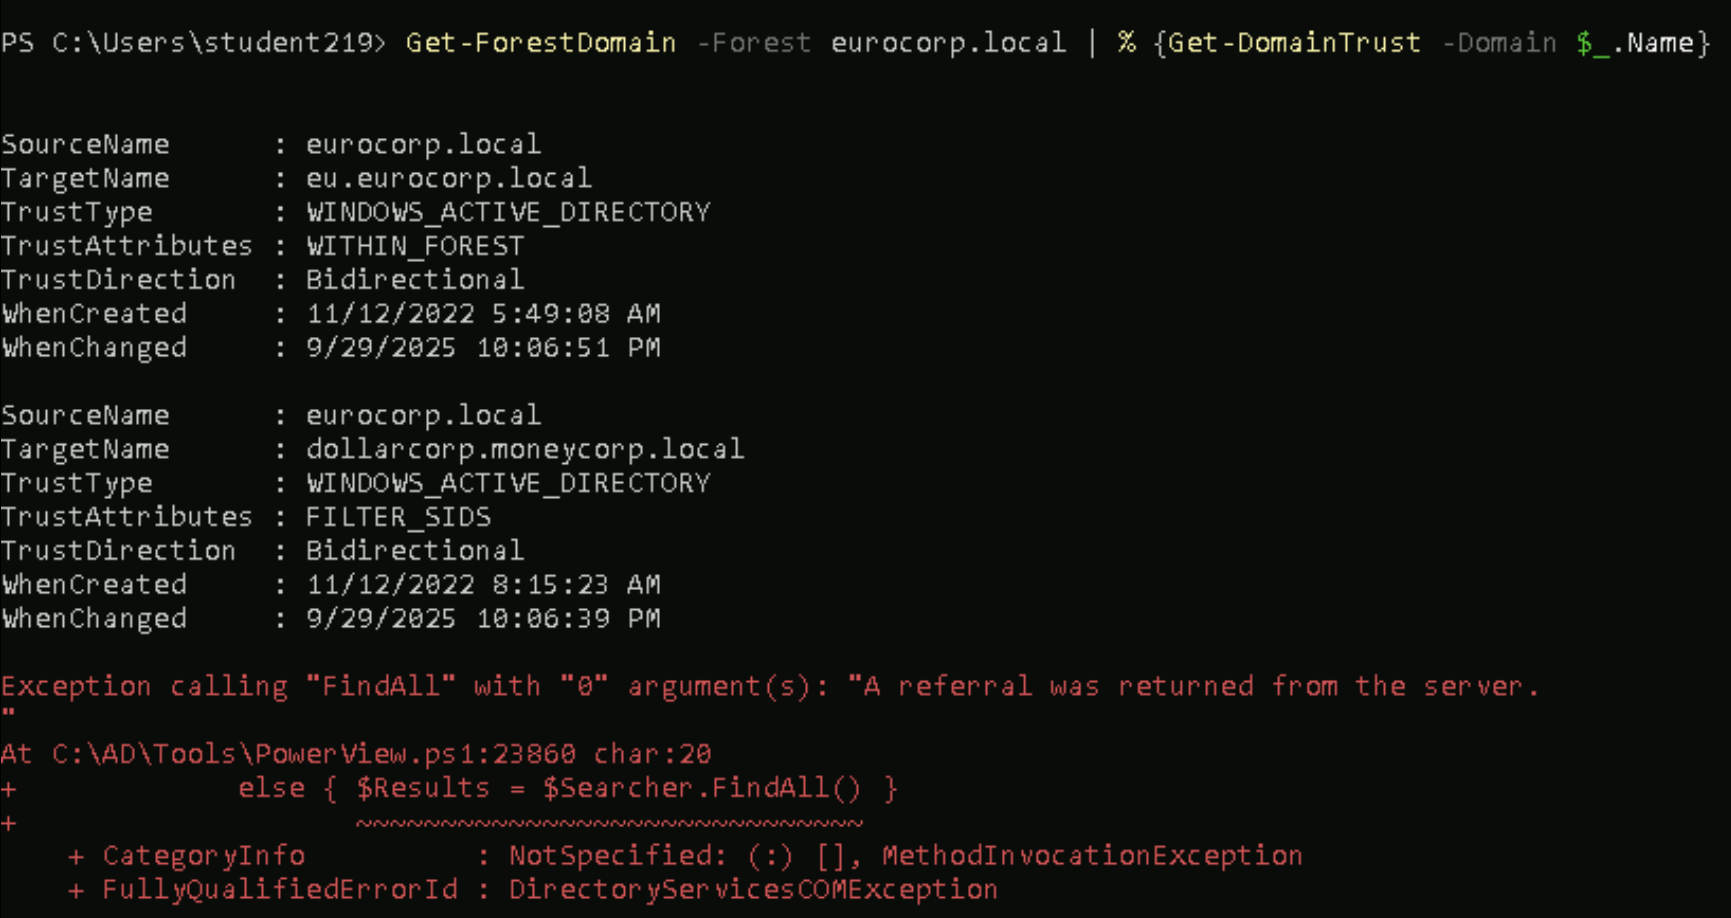 PS C:\Users\student219> Get-ForestDomain -Forest eurocorp.local | % {Get-DomainTrust -Domain $_.Name}
SourceName      : eurocorp.local
TargetName      : eu.eurocorp.local
TrustType       : WINDOWS_ACTIVE_DIRECTORY
TrustAttributes : WITHIN_FOREST
TrustDirection  : Bidirectional
WhenCreated     : 11/12/2022 5:49:08 AM
WhenChanged     : 9/29/2025 10:06:51 PM
SourceName      : eurocorp.local
TargetName      : dollarcorp.moneycorp.local
TrustType       : WINDOWS_ACTIVE_DIRECTORY
TrustAttributes : FILTER_SIDS
TrustDirection  : Bidirectional
WhenCreated     : 11/12/2022 8:15:23 AM
WhenChanged     : 9/29/2025 10:06:39 PM
Exception calling "FindAll" with "0" argument(s): "A referral was returned from the server.
"
At C:\AD\Tools\PowerView.ps1:23860 char:20
+             else { $Results = $Searcher.FindAll() }
+                    ~~~~~~~~~~~~~~~~~~~~~~~~~~~~~~
    + CategoryInfo          : NotSpecified: (:) [], MethodInvocationException
    + FullyQualifiedErrorId : DirectoryServicesCOMException